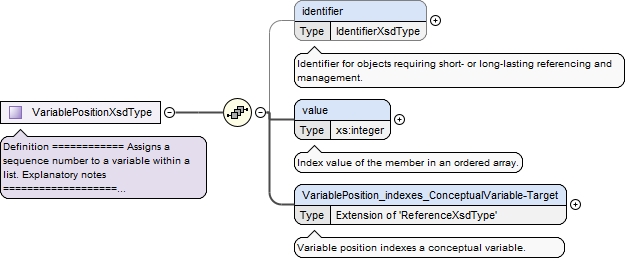 identifier
Type IdentifierXsdType
Identifier for objects requiring short- or long-lasting referencing and
management.
VariablePositionXsdType
Definition ============ Assigns a
sequence number to a variable within a
list. Explanatory notes
===================...
value
Type xs:integer
Index value of the member in an ordered array.
VariablePosition_indexes_ConceptualVariable-Target
Type Extension of 'ReferenceXsdType'
Variable position indexes a conceptual variable.